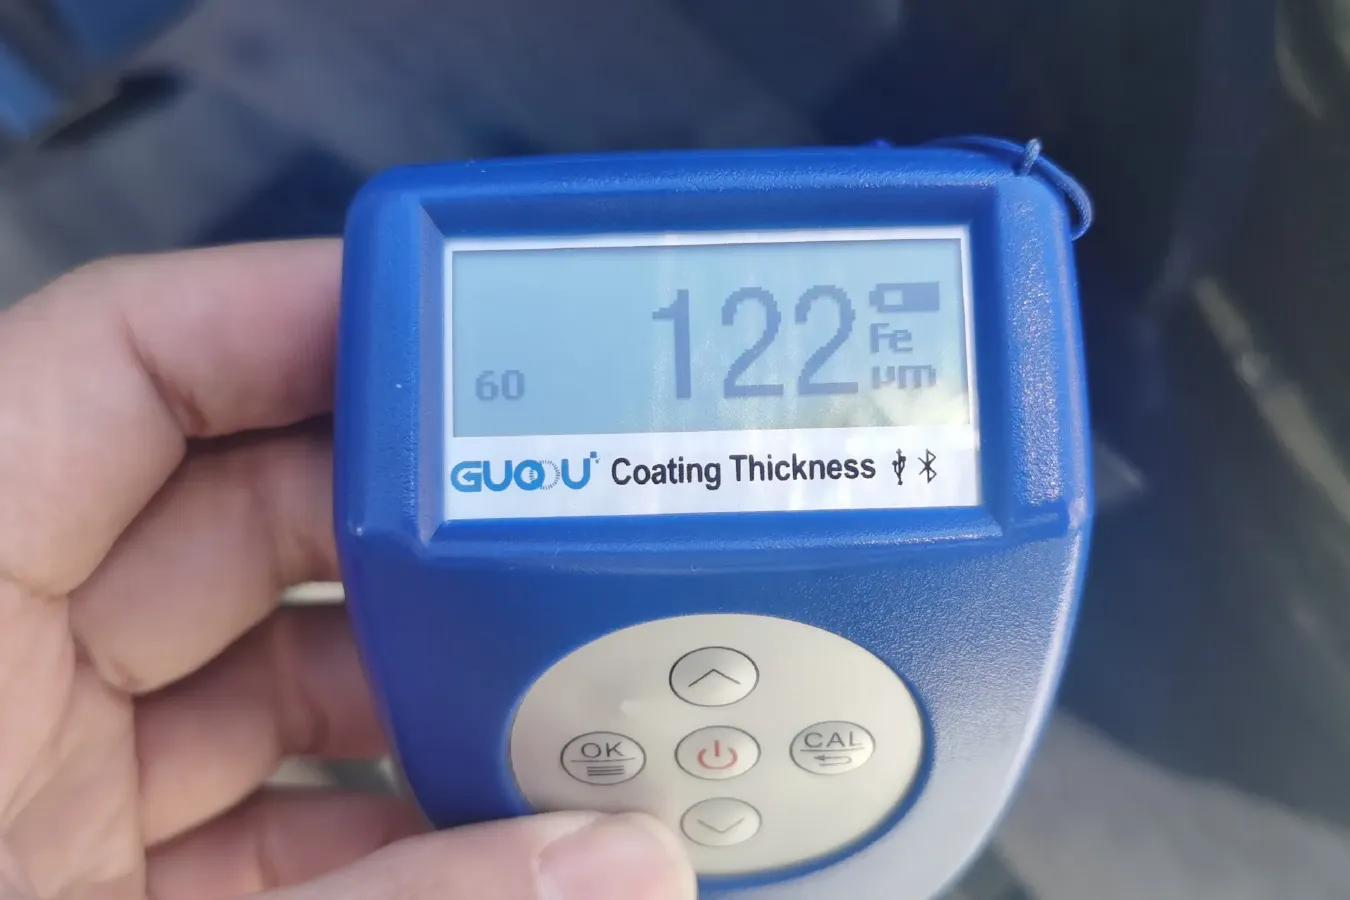 122
Fe
60
µm
GUOOU Coating Thickness
OK
CAL